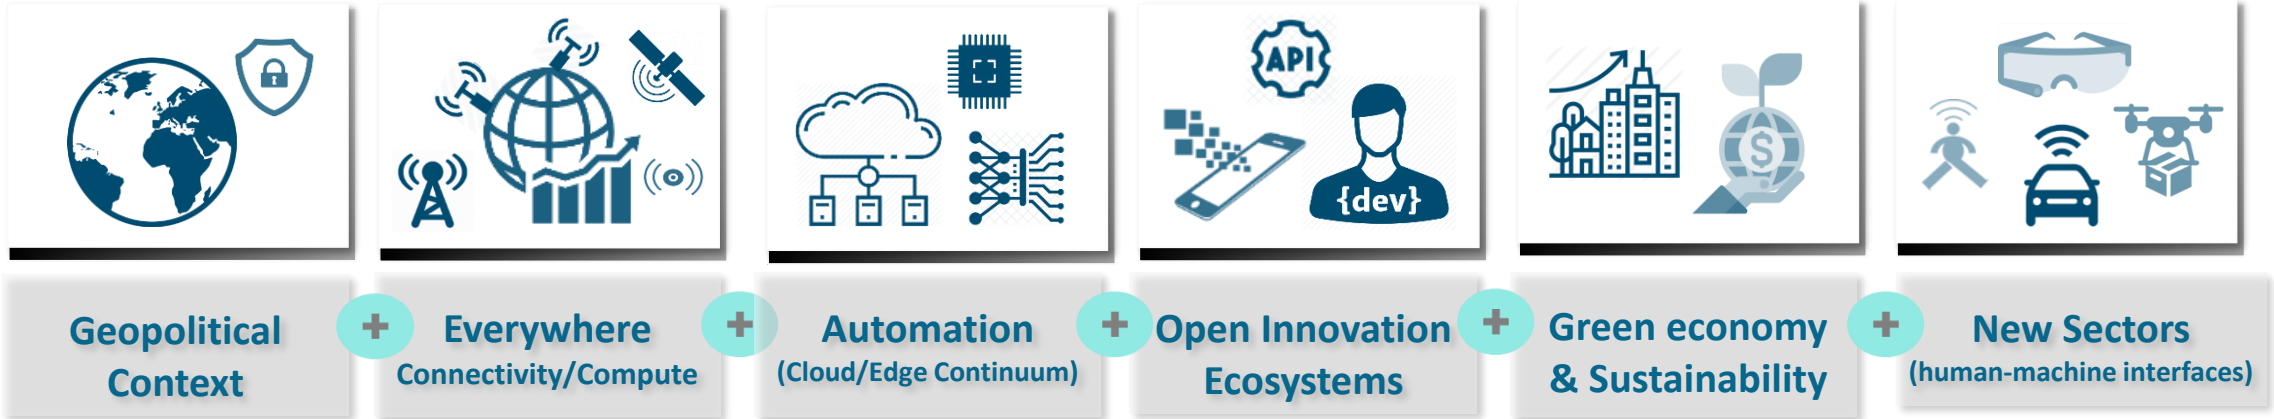 API
{dev}
$
Geopolitical
Context
+
Everywhere
Connectivity/Compute
+
Automation
(Cloud/Edge Continuum)
+
Open Innovation
Ecosystems
+
Green economy
& Sustainability
+
New Sectors
(human-machine interfaces)